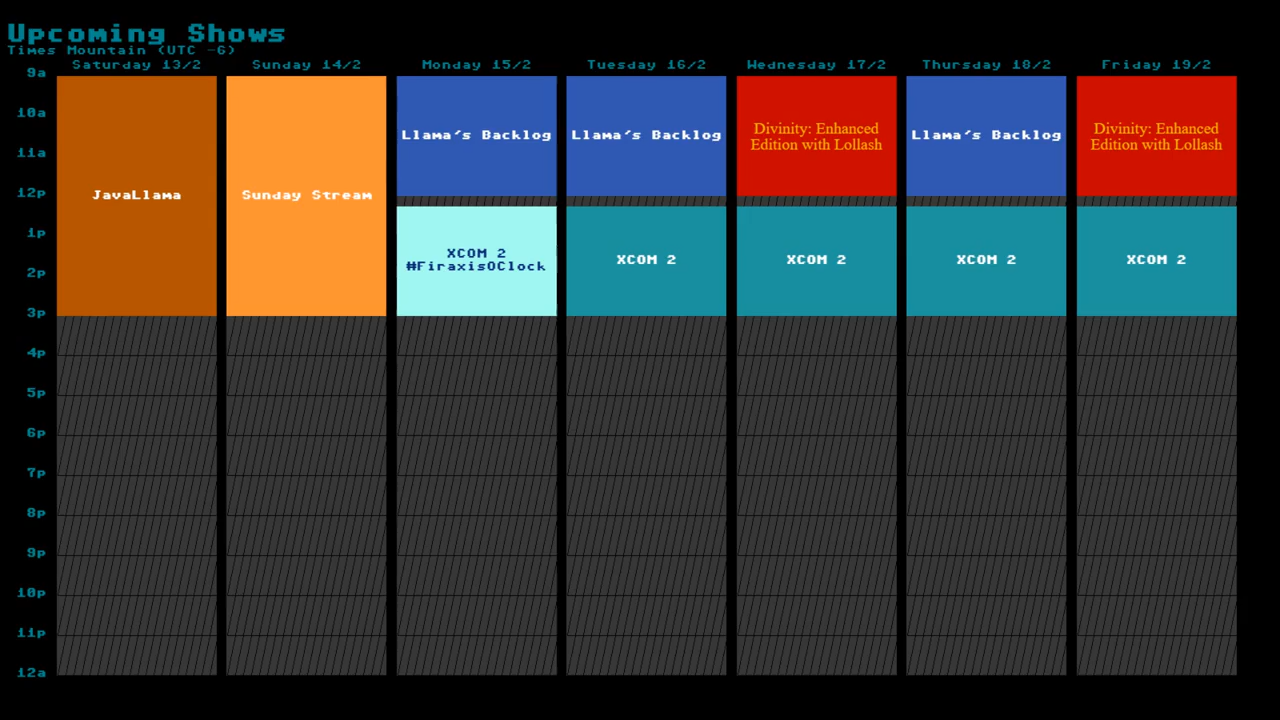 Upcoming Shows
Times Mountain (UTC -6)
Saturday 13/2
Sunday 14/2
Monday 15/2
Tuesday 16/2
Wednesday 17/2
Thursday 18/2
Friday 19/2
9a
10a
11a
12p
1p
2p
3p
4p
5p
6p
7p
8p
9p
10p
11p
12a
JavaLlama
Sunday Stream
Llama's Backlog
XCOM 2
#FiraxisOClock
Llama's Backlog
XCOM 2
Divinity: Enhanced
Edition with Lollash
XCOM 2
Llama's Backlog
XCOM 2
Divinity: Enhanced
Edition with Lollash
XCOM 2